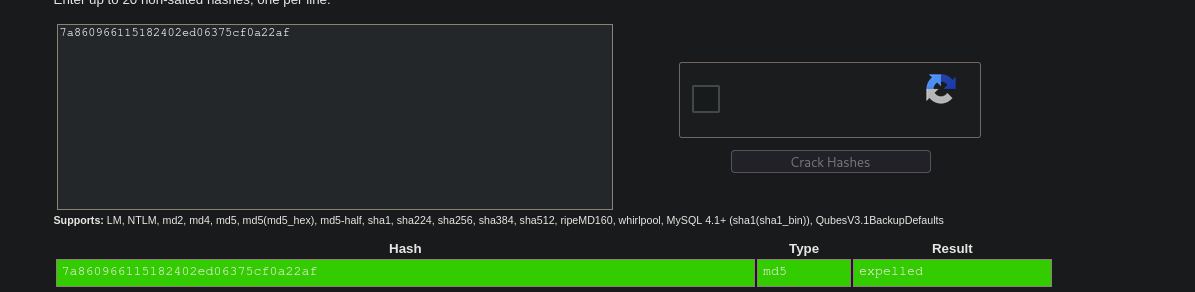 Enter up to 20 non-salted hashes, one per line:
7a860966115182402ed06375cf0a22af
Crack Hashes
Supports: LM, NTLM, md2, md4, md5, md5(md5_hex), md5-half, sha1, sha224, sha256, sha384, sha512, ripeMD160, whirlpool, MySQL 4.1+ (sha1(sha1_bin)), QubesV3.1BackupDefaults
Hash Type Result
7a860966115182402ed06375cf0a22af md5 expelled